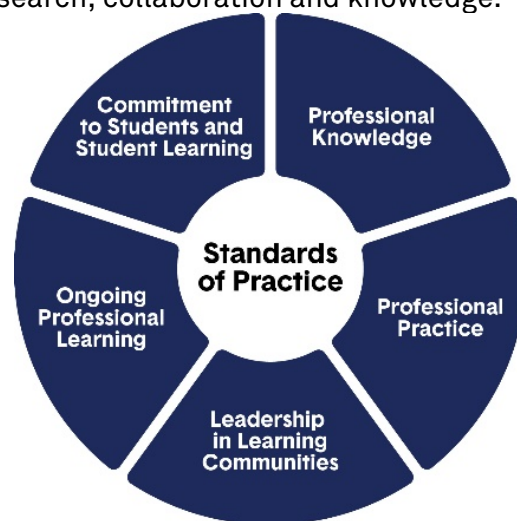 search, collaboration and knowledge.
Commitment
to Students and
Student Learning
Professional
Knowledge
Standards
of Practice
Ongoing
Professional
Learning
Professional
Practice
Leadership
in Learning
Communities